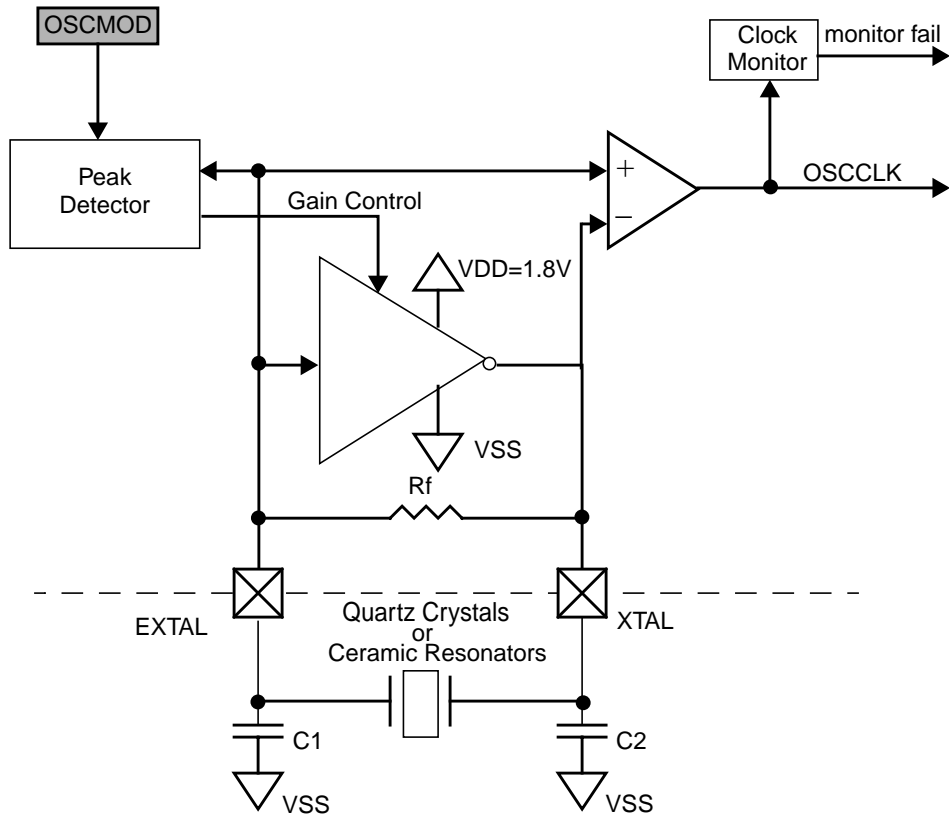 OSCMOD
Clock
Monitor
monitor fail
Peak
Detector
+
−
OSCCLK
Gain Control
VDD=1.8V
VSS
Rf
EXTAL
Quartz Crystals
or
Ceramic Resonators
XTAL
C1
C2
VSS
VSS